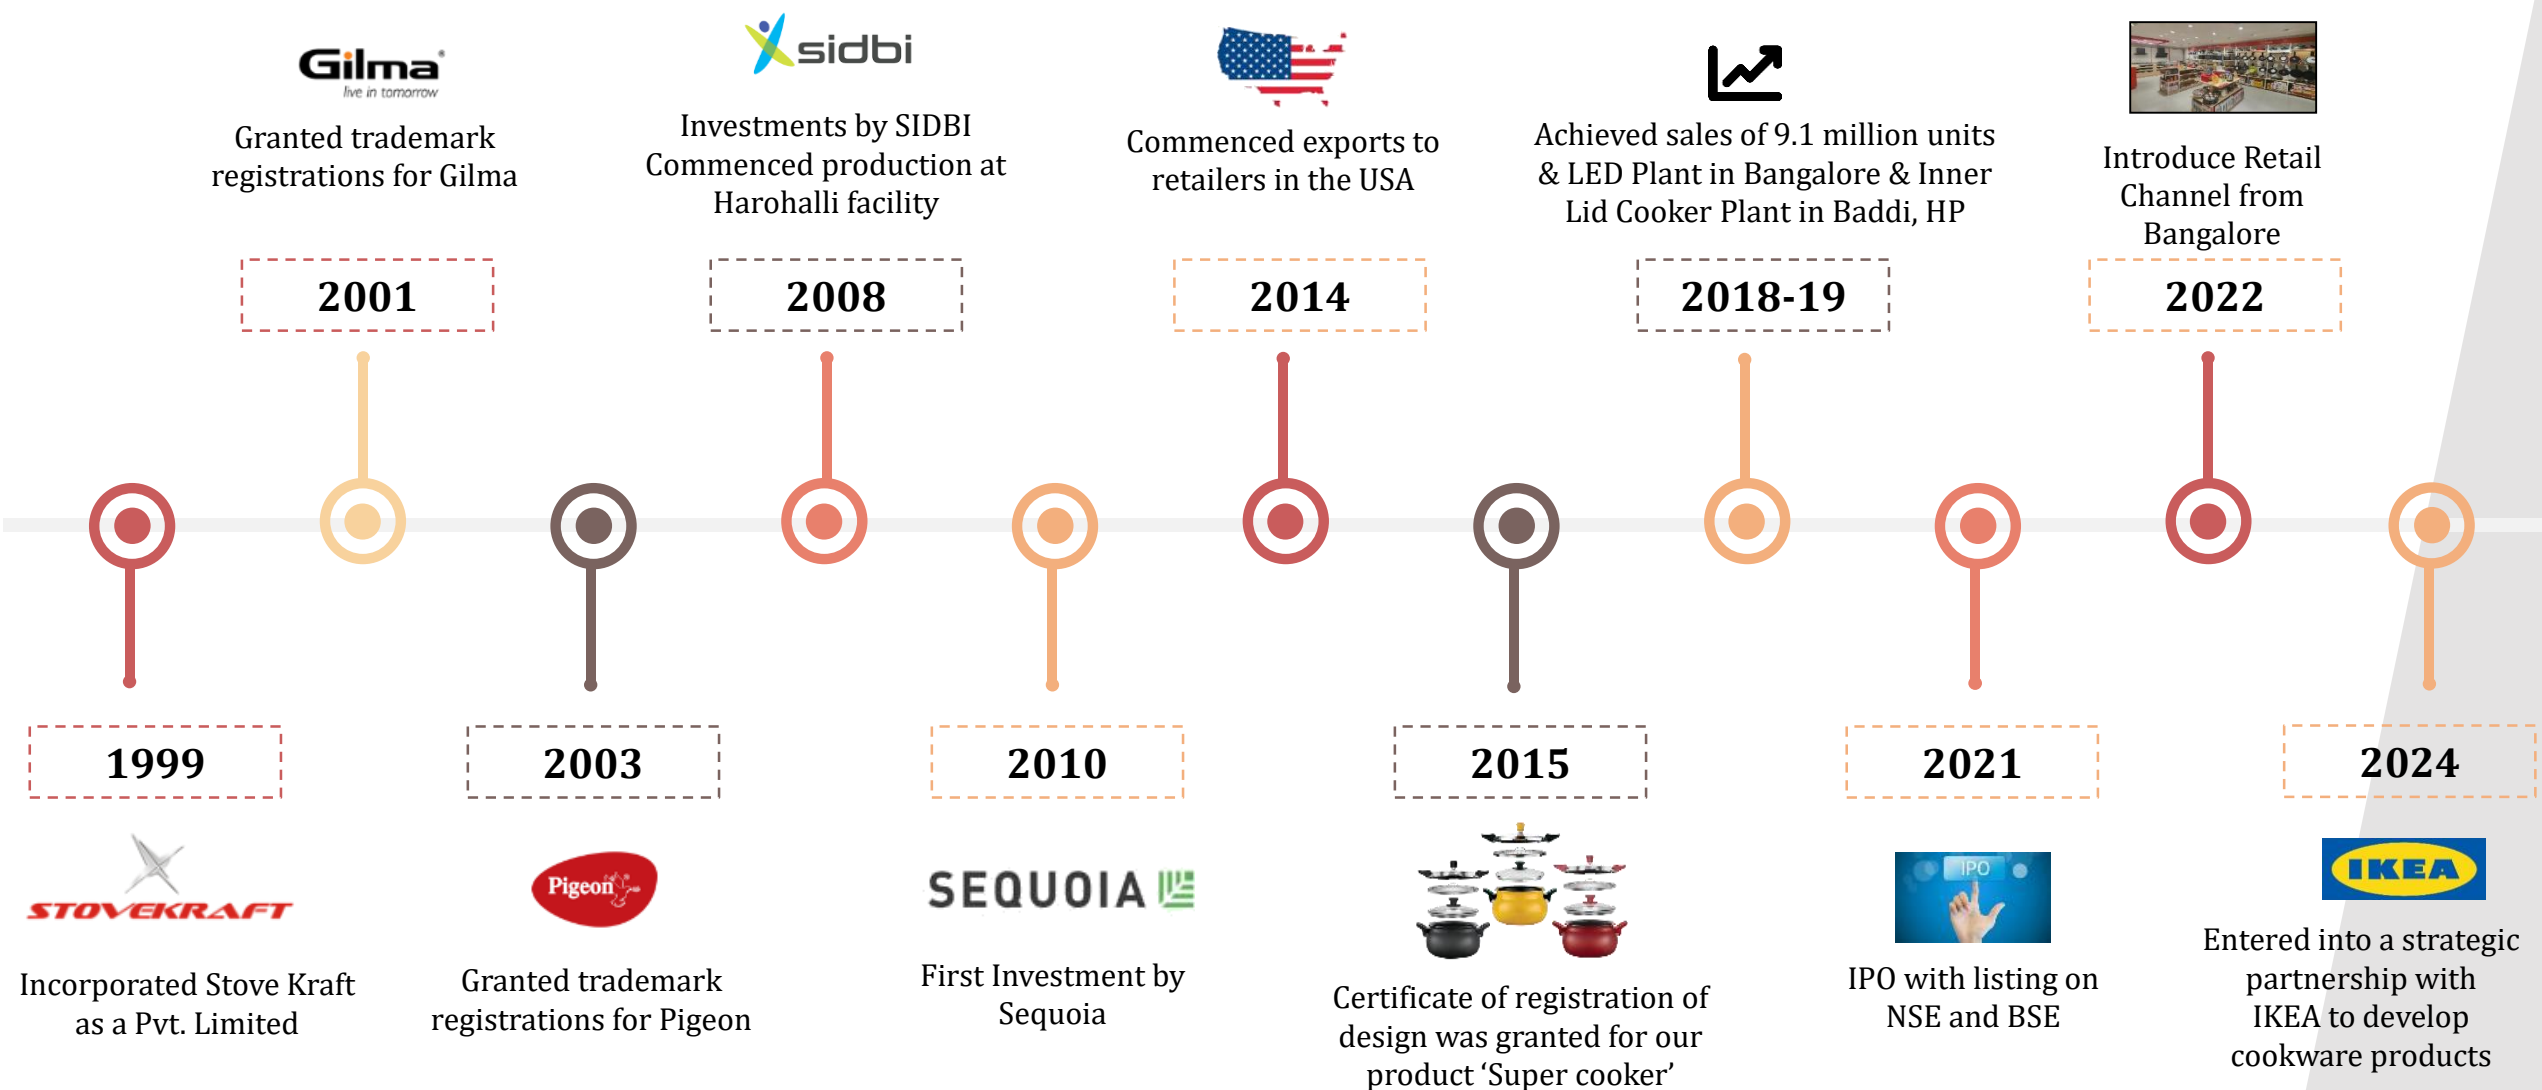 Gilma
live in tomorrow
Granted trademark
registrations for Gilma
2001
sidbi
Investments by SIDBI
Commenced production at
Harohalli facility
2008
Commenced exports to
retailers in the USA
2014
Achieved sales of 9.1 million units
& LED Plant in Bangalore & Inner
Lid Cooker Plant in Baddi, HP
2018-19
Introduce Retail
Channel from
Bangalore
2022
1999
STOVEKRAFT
Incorporated Stove Kraft
as a Pvt. Limited
2003
Pigeon
Granted trademark
registrations for Pigeon
2010
SEQUOIA
First Investment by
Sequoia
2015
Certificate of registration of
design was granted for our
product ‘Super cooker’
2021
IPO
IPO with listing on
NSE and BSE
2024
IKEA
Entered into a strategic
partnership with
IKEA to develop
cookware products